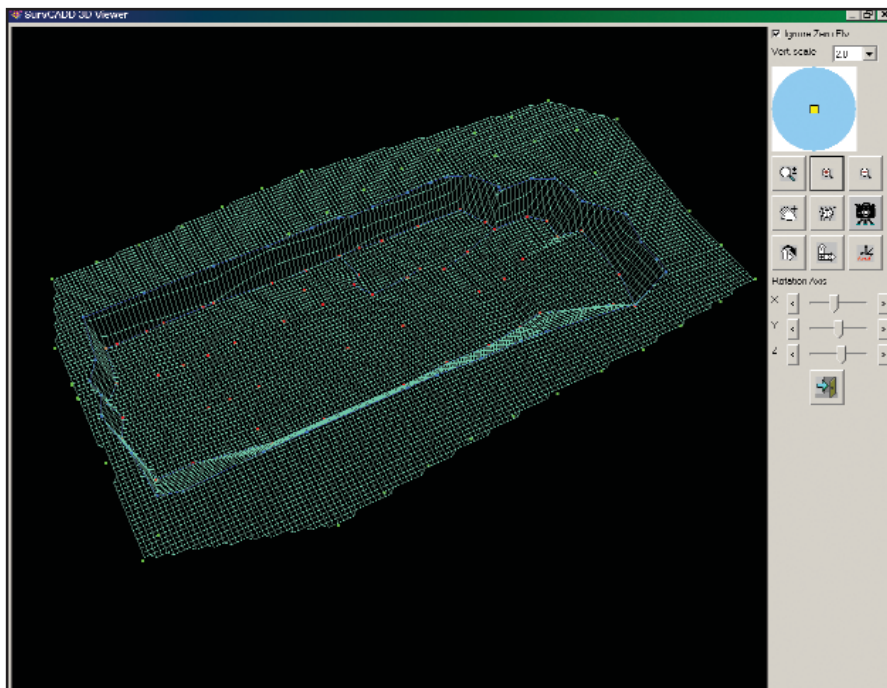 SurvCADD 3D Viewer
Ignore Zero Elv
Vert. scale
2.0
Rotation Axis
X
Y
Z